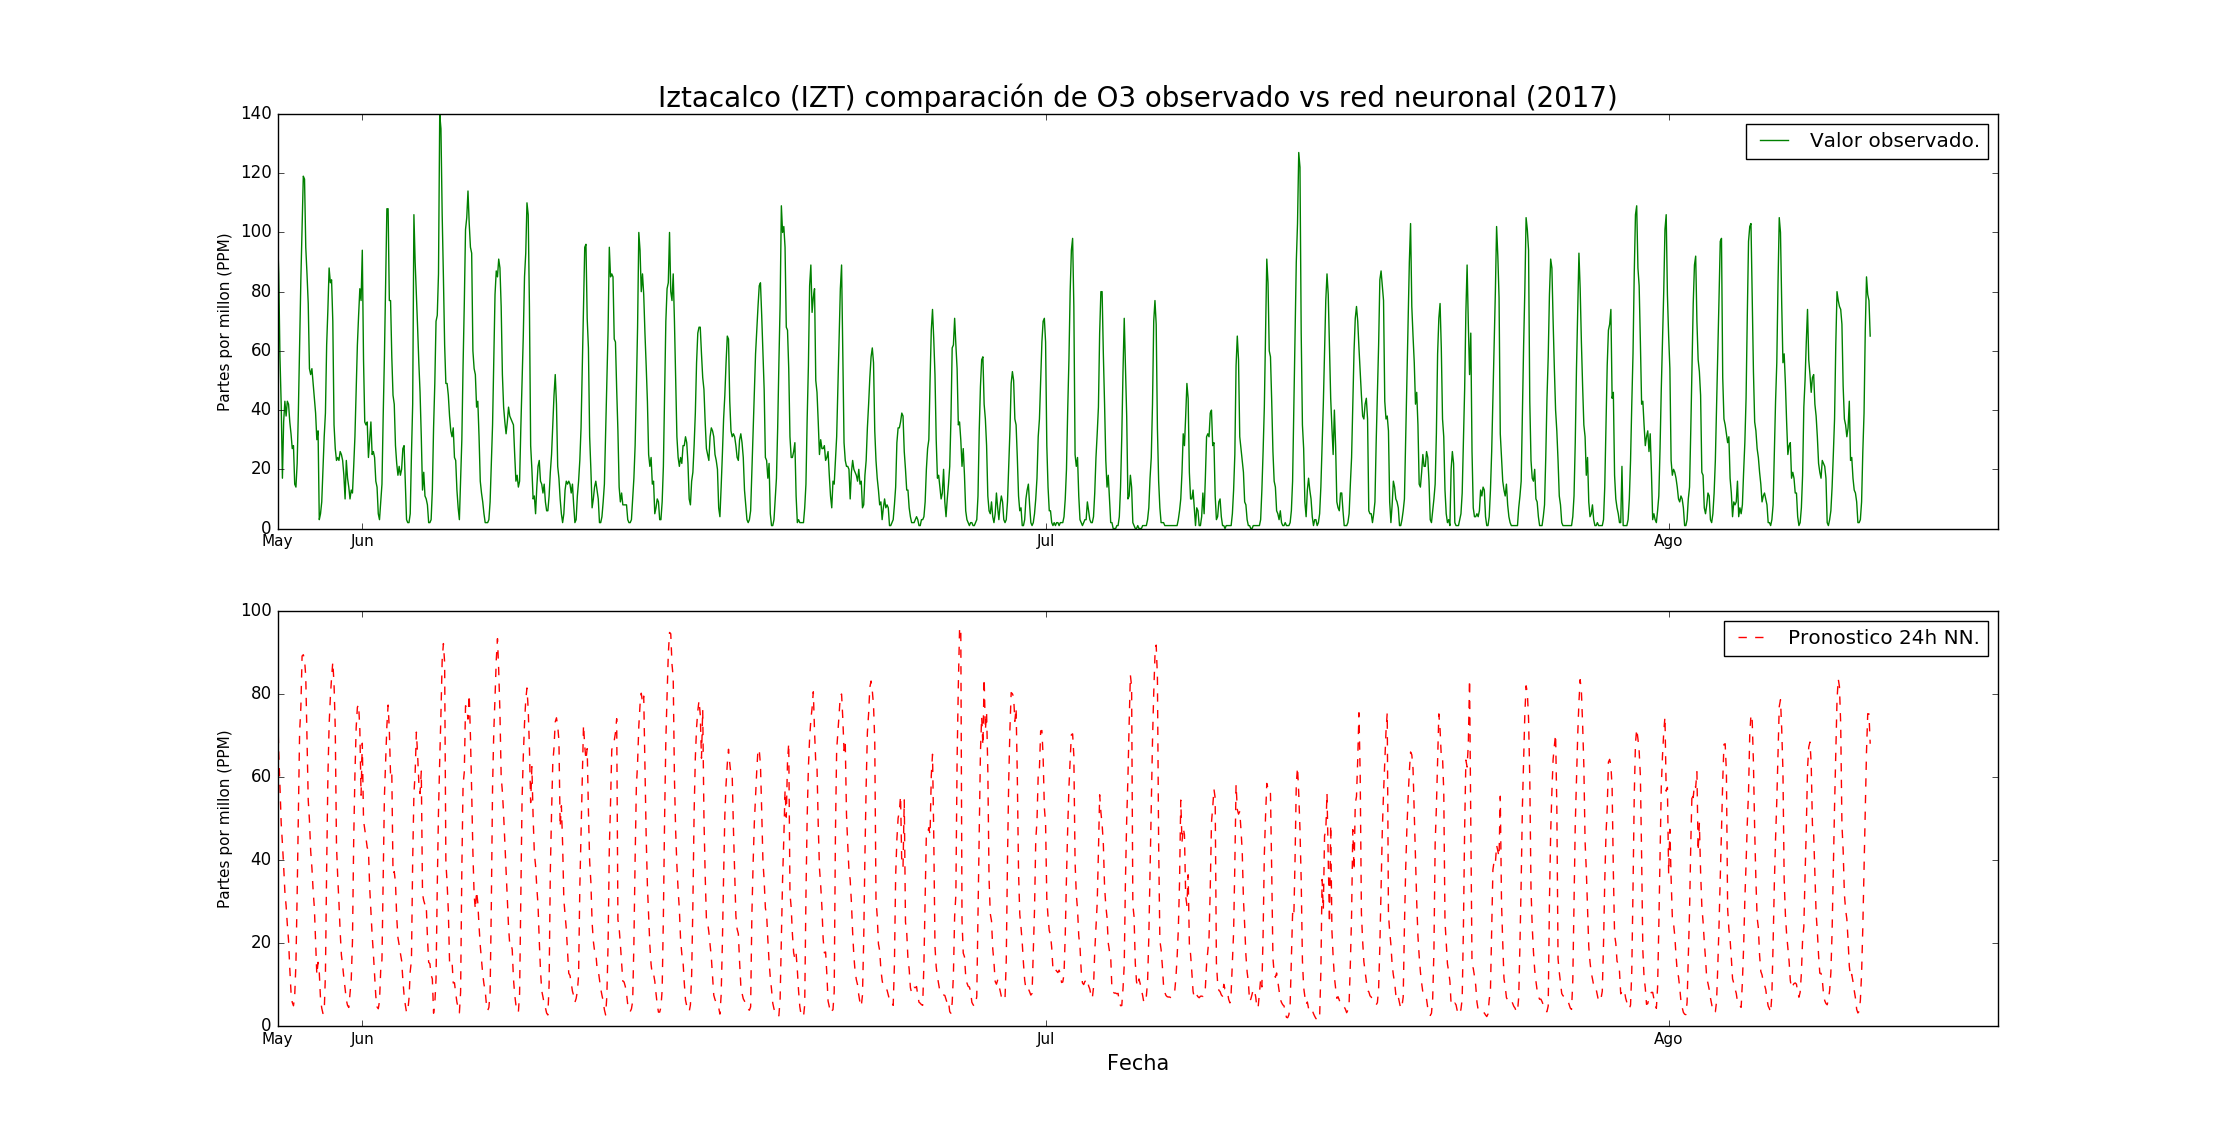 Iztacalco (IZT) comparación de O3 observado vs red neuronal (2017)
140
120
100
80
60
40
20
0
Partes por millon (PPM)
Valor observado.
May Jun Jul Ago
100
80
60
40
20
0
Partes por millon (PPM)
Pronostico 24h NN.
May Jun Jul Ago
Fecha